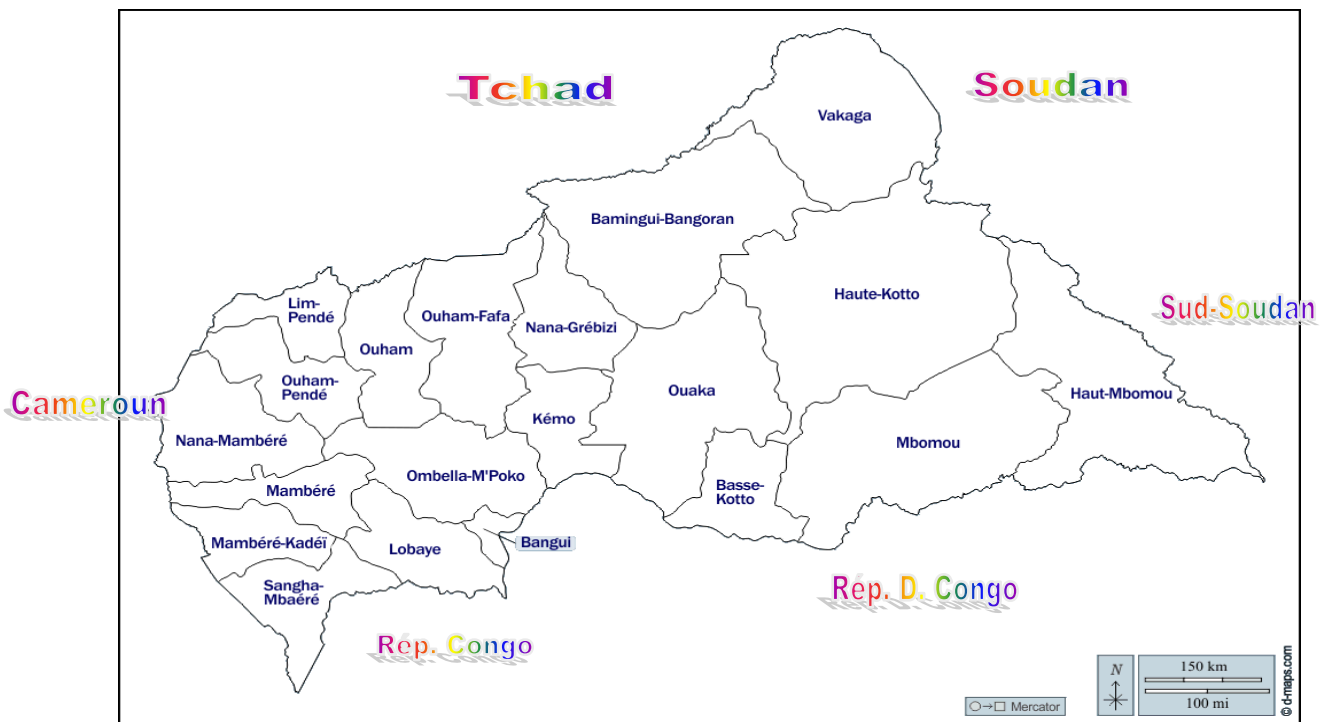 Tchad
Soudan
Vakaga
Bamingui-Bangoran
Haute-Kotto
Lim-
Pendé
Ouham-Fafa
Nana-Grébizi
Sud-Soudan
Ouham
Ouham-
Pendé
Ouaka
Haut-Mbomou
Cameroun
Kémo
Nana-Mambéré
Mbomou
Ombella-M'Poko
Basse-
Kotto
Mambéré
Mambéré-Kadéï
Lobaye
Bangui
Sangha-
Mbaéré
Rép. D. Congo
Rép. Congo
N
150 km
100 mi
Mercator
© d-maps.com